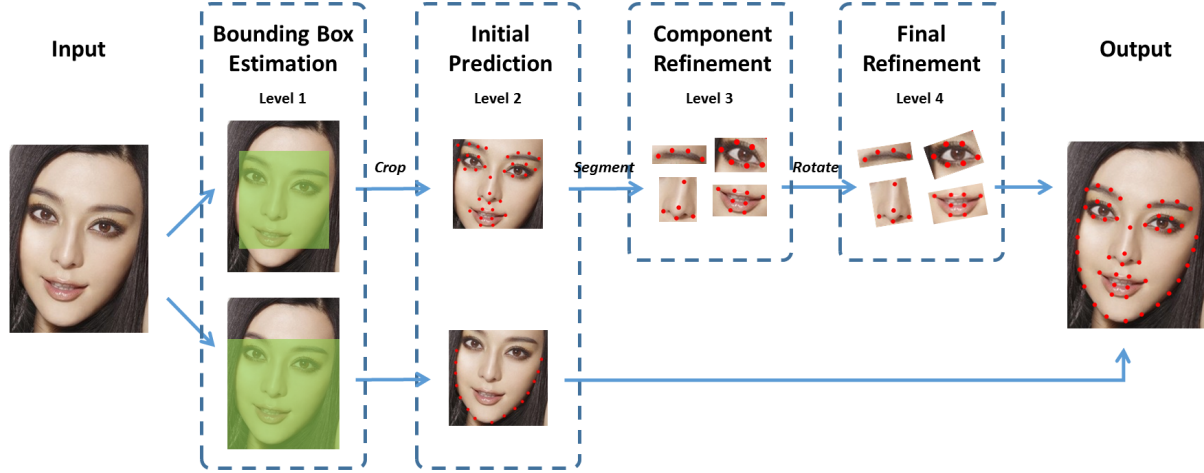 Input
Bounding Box
Estimation
Level 1
Crop
Initial
Prediction
Level 2
Segment
Component
Refinement
Level 3
Rotate
Final
Refinement
Level 4
Output